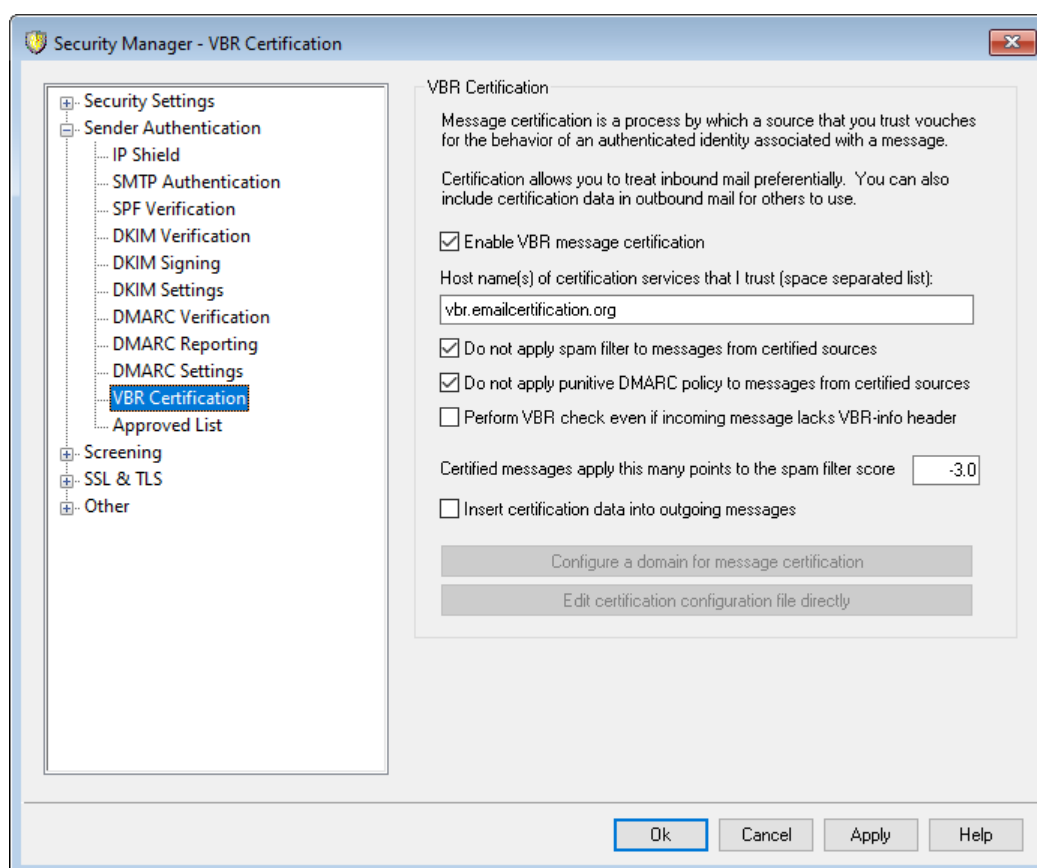 Security Manager - VBR Certification
Security Settings
Sender Authentication
IP Shield
SMTP Authentication
SPF Verification
DKIM Verification
DKIM Signing
DKIM Settings
DMARC Verification
DMARC Reporting
DMARC Settings
VBR Certification
Approved List
Screening
SSL & TLS
Other
VBR Certification
Message certification is a process by which a source that you trust vouches
for the behavior of an authenticated identity associated with a message.
Certification allows you to treat inbound mail preferentially. You can also
include certification data in outbound mail for others to use.
Enable VBR message certification
Host name(s) of certification services that I trust (space separated list):
vbr.emailcertification.org
Do not apply spam filter to messages from certified sources
Do not apply punitive DMARC policy to messages from certified sources
Perform VBR check even if incoming message lacks VBR-info header
Certified messages apply this many points to the spam filter score -3.0
Insert certification data into outgoing messages
Configure a domain for message certification
Edit certification configuration file directly
Ok Cancel Apply Help